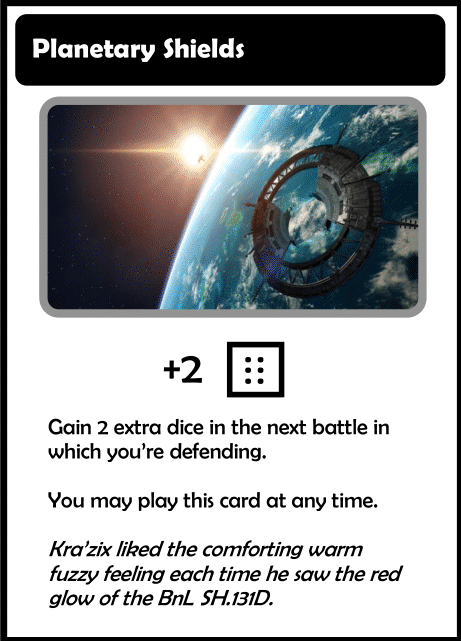 Planetary Shields
+2
Gain 2 extra dice in the next battle in
which you're defending.
You may play this card at any time.
Kra'zix liked the comforting warm
fuzzy feeling each time he saw the red
glow of the BnL SH.131D.